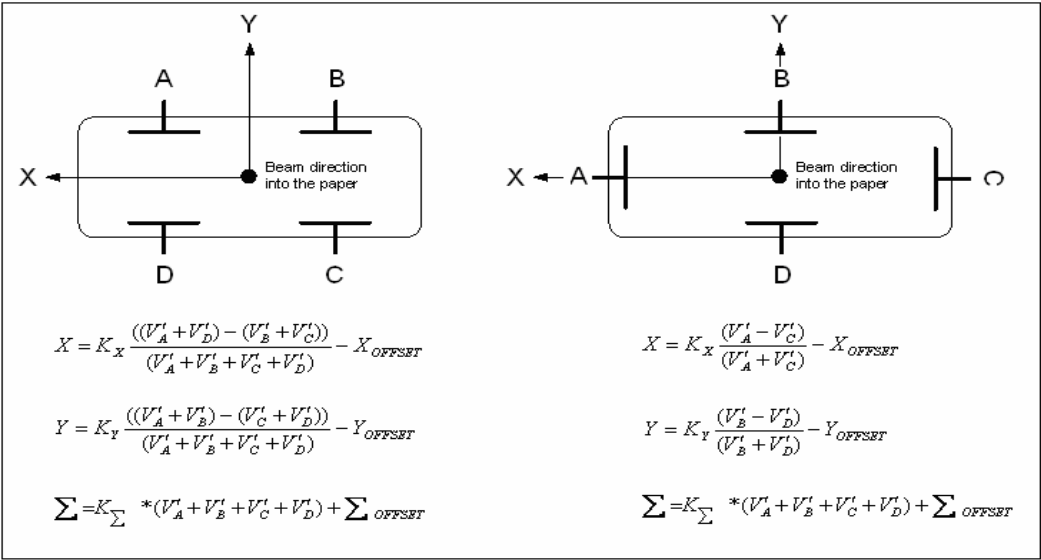 Y
A B
X Beam direction
into the paper
D C
X = K_X ((V'_A + V'_D) − (V'_B + V'_C)) / (V'_A + V'_B + V'_C + V'_D) − X_OFFSET
Y = K_Y ((V'_A + V'_B) − (V'_C + V'_D)) / (V'_A + V'_B + V'_C + V'_D) − Y_OFFSET
∑ = K_∑ *(V'_A + V'_B + V'_C + V'_D) + ∑_OFFSET
Y
B
X A Beam direction C
into the paper
D
X = K_X (V'_A − V'_C) / (V'_A + V'_C) − X_OFFSET
Y = K_Y (V'_B − V'_D) / (V'_B + V'_D) − Y_OFFSET
∑ = K_∑ *(V'_A + V'_B + V'_C + V'_D) + ∑_OFFSET